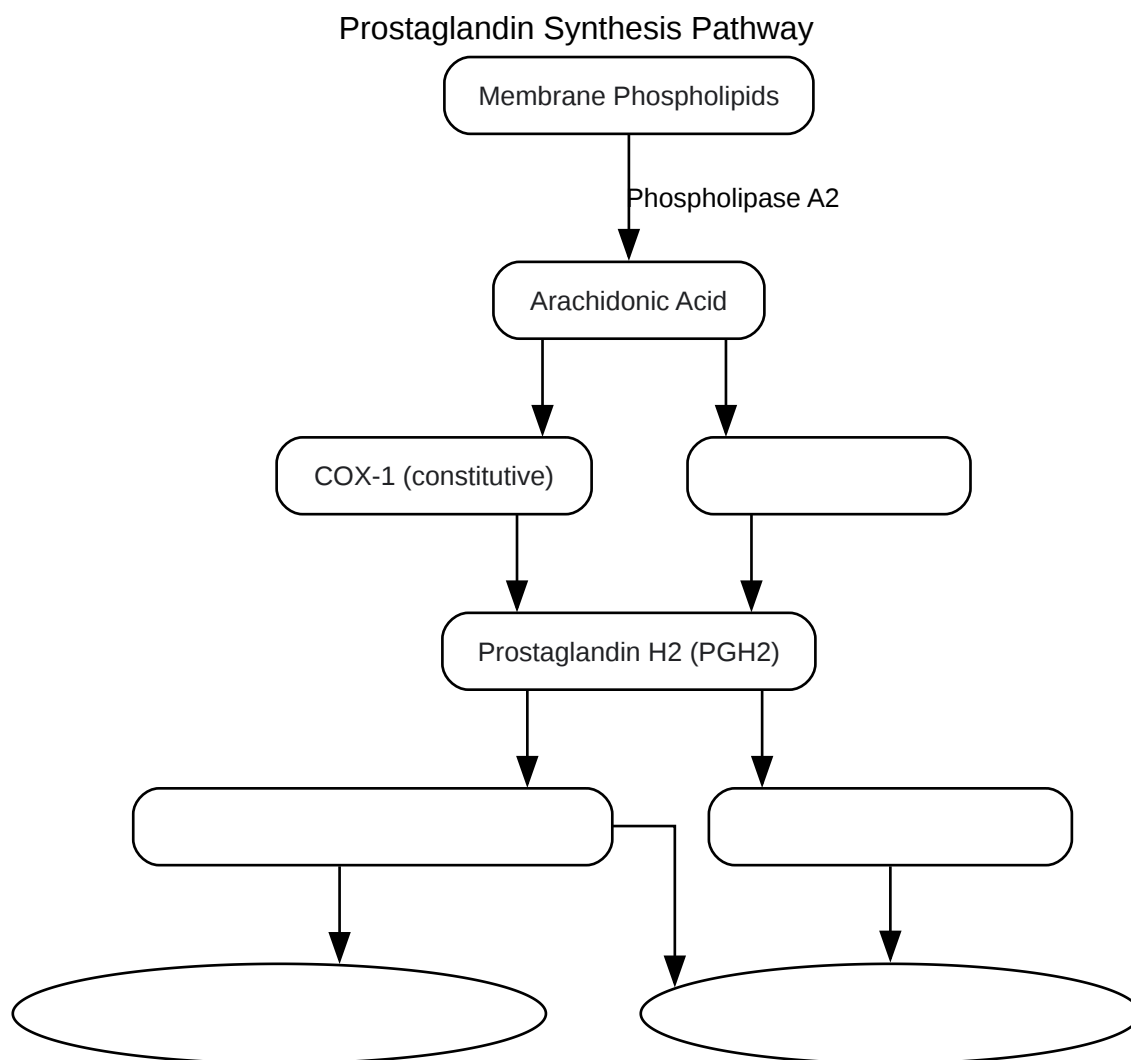 Prostaglandin Synthesis Pathway
Membrane Phospholipids
Phospholipase A2
Arachidonic Acid
COX-1 (constitutive)
Prostaglandin H2 (PGH2)